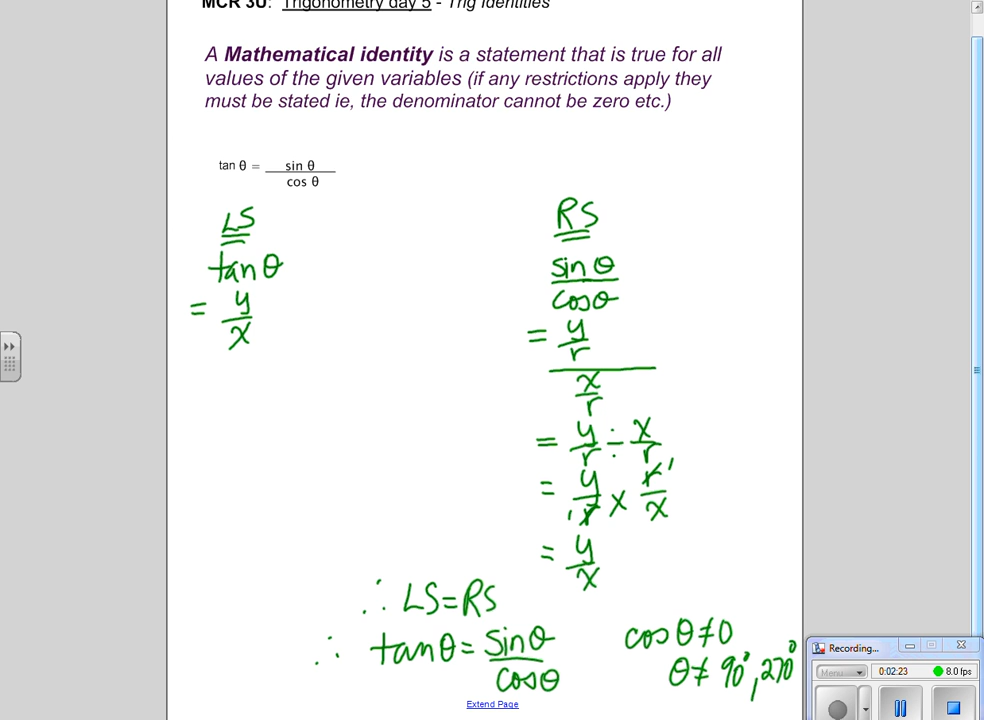 MCR 3U: Trigonometry day 5 - Trig Identities
A Mathematical identity is a statement that is true for all
values of the given variables (if any restrictions apply they
must be stated ie, the denominator cannot be zero etc.)
tan θ = sin θ
cos θ
LS
tanθ
= y
x
RS
sinθ
cosθ
= y
r
x
r
= y/r ÷ x/r
= y/r × r/x
1 1
= y
x
∴ LS=RS
∴ tanθ = sinθ
cosθ
cosθ≠0
θ≠ 90°, 270°
Extend Page
Recording...
Menu
0:02:23
8.0 fps